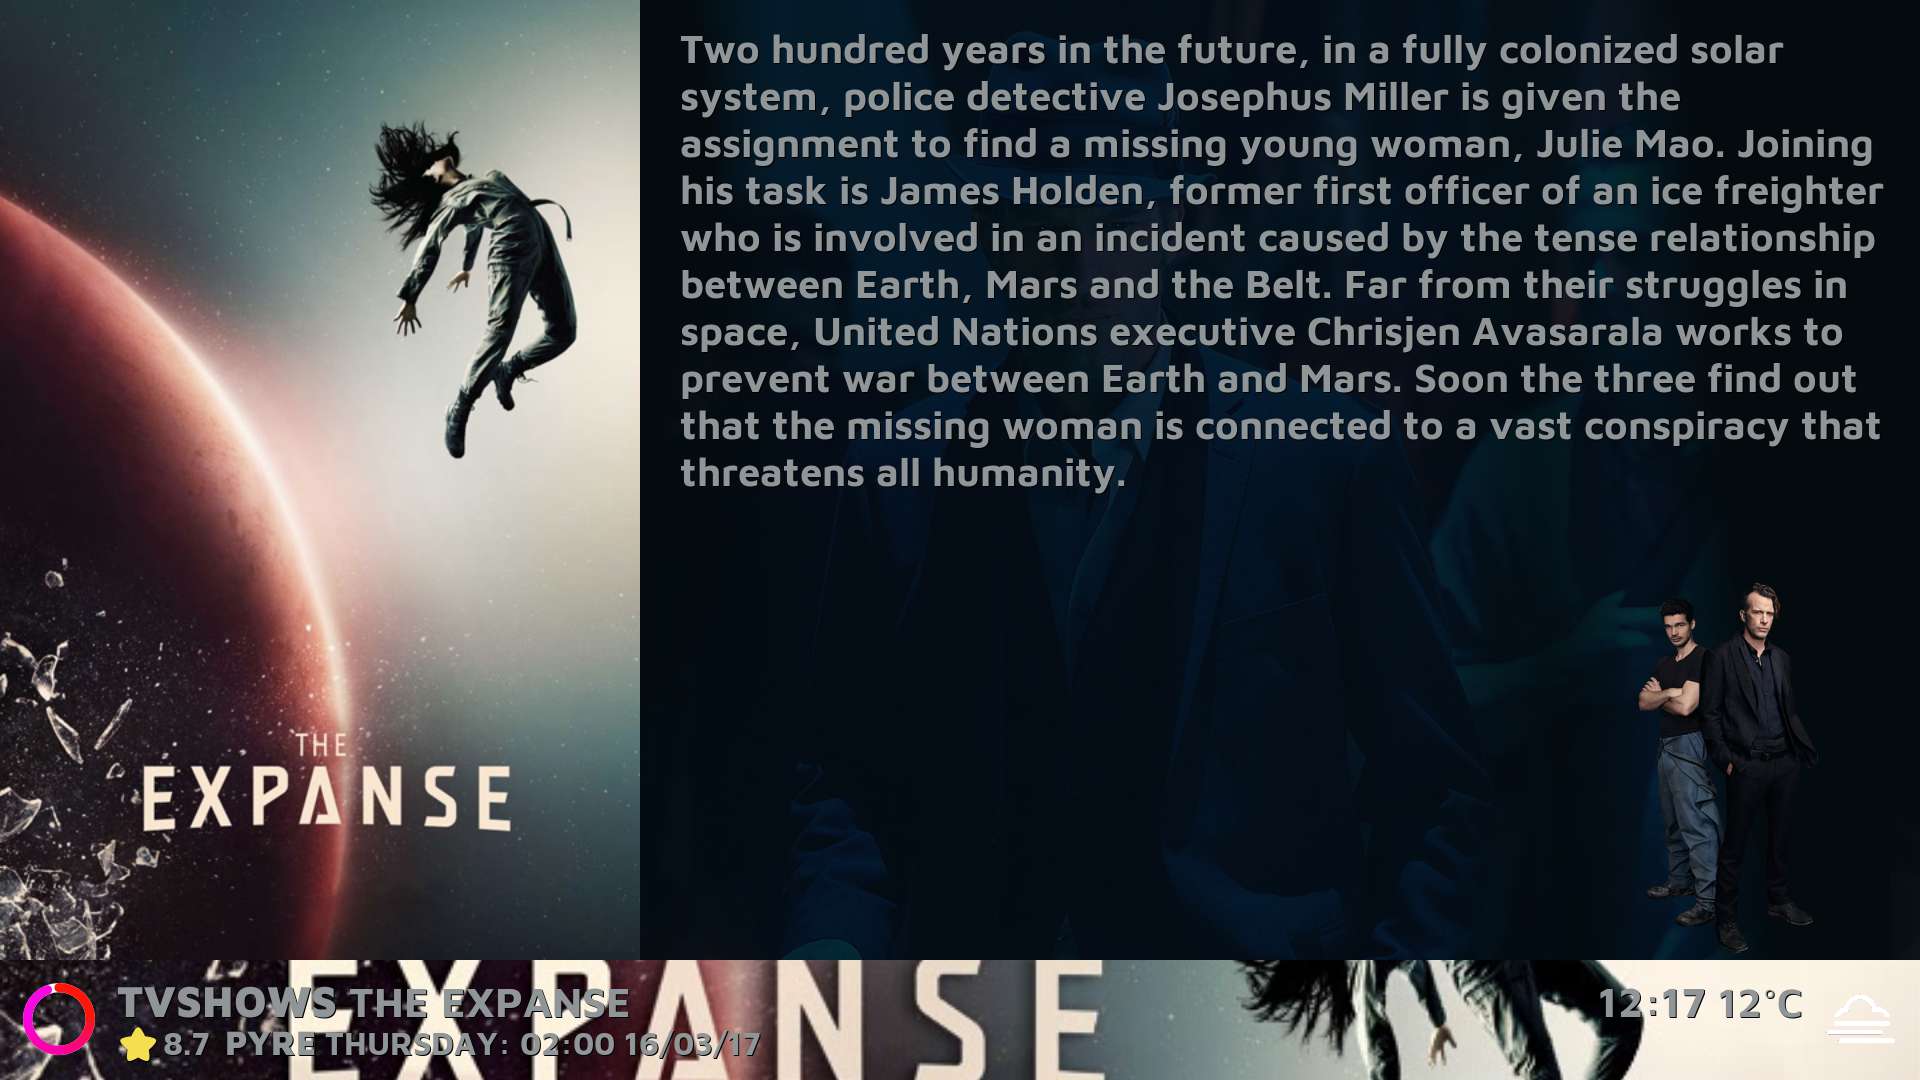 Two hundred years in the future, in a fully colonized solar
system, police detective Josephus Miller is given the
assignment to find a missing young woman, Julie Mao. Joining
his task is James Holden, former first officer of an ice freighter
who is involved in an incident caused by the tense relationship
between Earth, Mars and the Belt. Far from their struggles in
space, United Nations executive Chrisjen Avasarala works to
prevent war between Earth and Mars. Soon the three find out
that the missing woman is connected to a vast conspiracy that
threatens all humanity.
THE
EXPANSE
EXPANSE
TVSHOWS THE EXPANSE
8.7 PYRE THURSDAY: 02:00 16/03/17
12:17 12°C